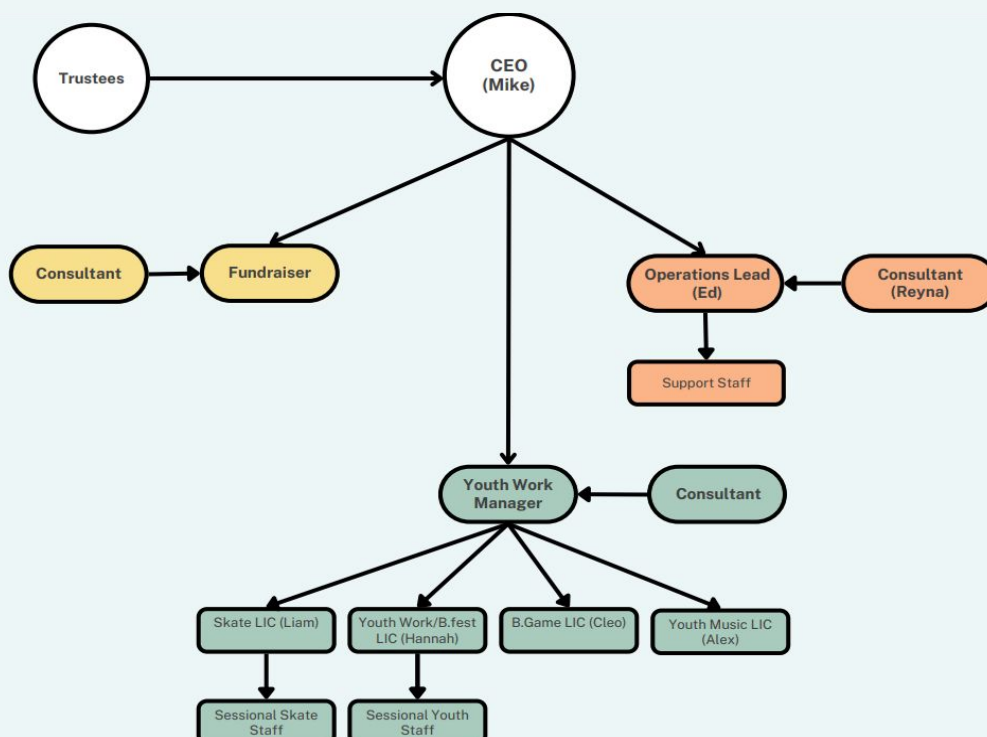 Trustees
CEO
(Mike)
Consultant
Fundraiser
Operations Lead
(Ed)
Consultant
(Reyna)
Support Staff
Youth Work
Manager
Consultant
Skate LIC (Liam)
Youth Work/B.fest
LIC (Hannah)
B.Game LIC (Cleo)
Youth Music LIC
(Alex)
Sessional Skate
Staff
Sessional Youth
Staff